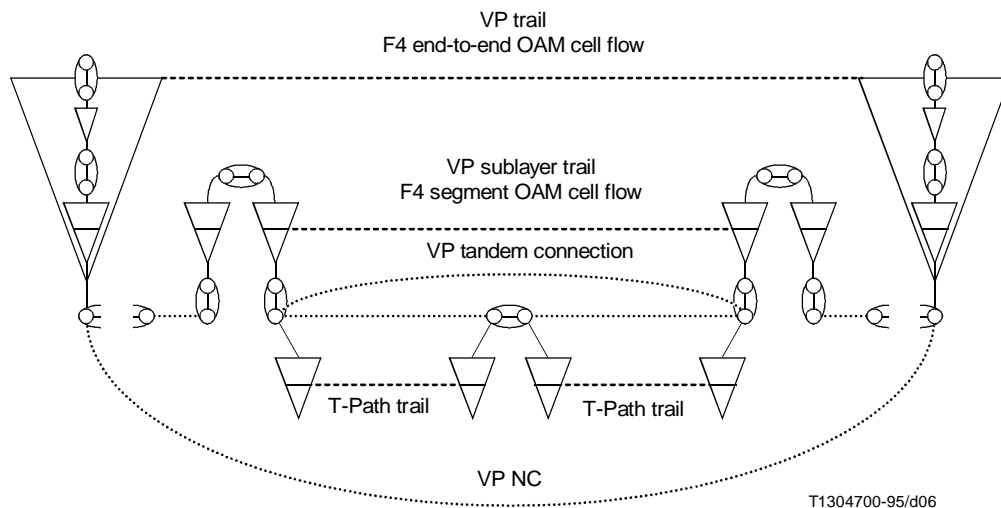 VP trail
F4 end-to-end OAM cell flow
VP sublayer trail
F4 segment OAM cell flow
VP tandem connection
T-Path trail
T-Path trail
VP NC
T1304700-95/d06